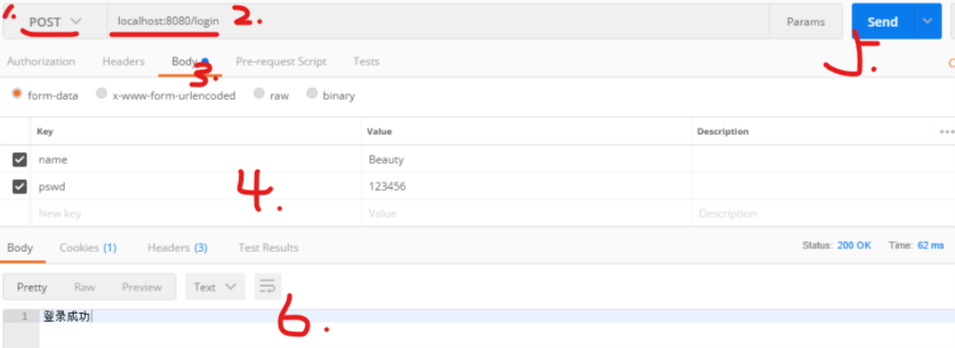 1. POST localhost:8080/login 2. Params Send
5.
Authorization Headers Body Pre-request Script Tests
3.
form-data x-www-form-urlencoded raw binary
Key Value Description
name Beauty
pswd 123456
4.
New key Value Description
Body Cookies (1) Headers (3) Test Results Status: 200 OK Time: 62 ms
Pretty Raw Preview Text
6.
1 登录成功